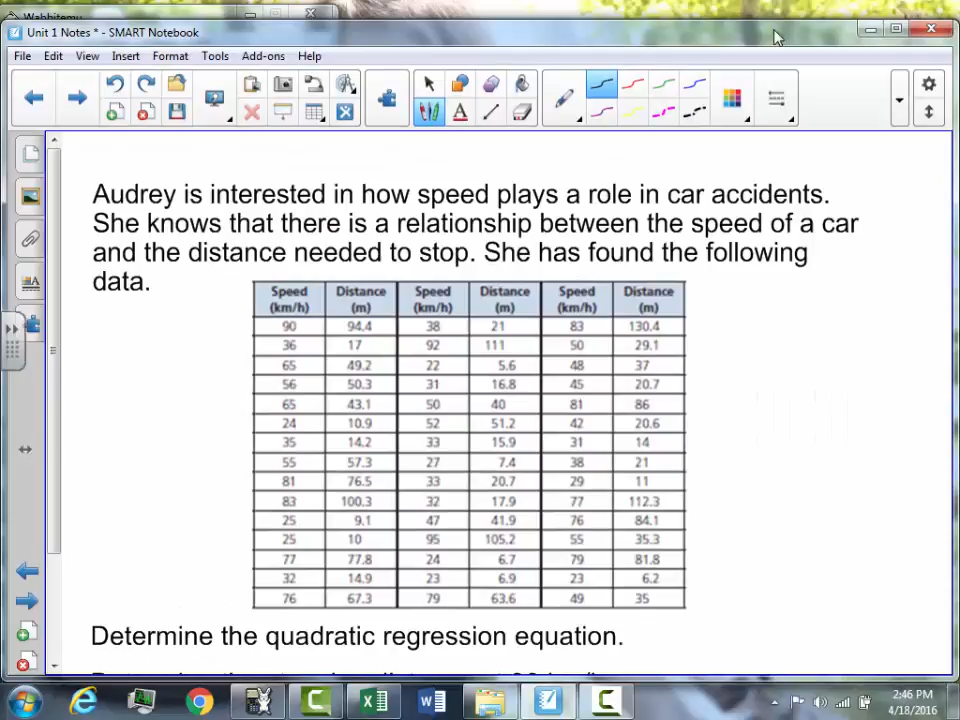 Unit 1 Notes * - SMART Notebook
File Edit View Insert Format Tools Add-ons Help
Audrey is interested in how speed plays a role in car accidents.
She knows that there is a relationship between the speed of a car
and the distance needed to stop. She has found the following
data.
Speed Distance Speed Distance Speed Distance
(km/h) (m) (km/h) (m) (km/h) (m)
90 94.4 38 21 83 130.4
36 17 92 111 50 29.1
65 49.2 22 5.6 48 37
56 50.3 31 16.8 45 20.7
65 43.1 50 40 81 86
24 10.9 52 51.2 42 20.6
35 14.2 33 15.9 31 14
55 57.3 27 7.4 38 21
81 76.5 33 20.7 29 11
83 100.3 32 17.9 77 112.3
25 9.1 47 41.9 76 84.1
25 10 95 105.2 55 35.3
77 77.8 24 6.7 79 81.8
32 14.9 23 6.9 23 6.2
76 67.3 79 63.6 49 35
Determine the quadratic regression equation.
2:46 PM
4/18/2016